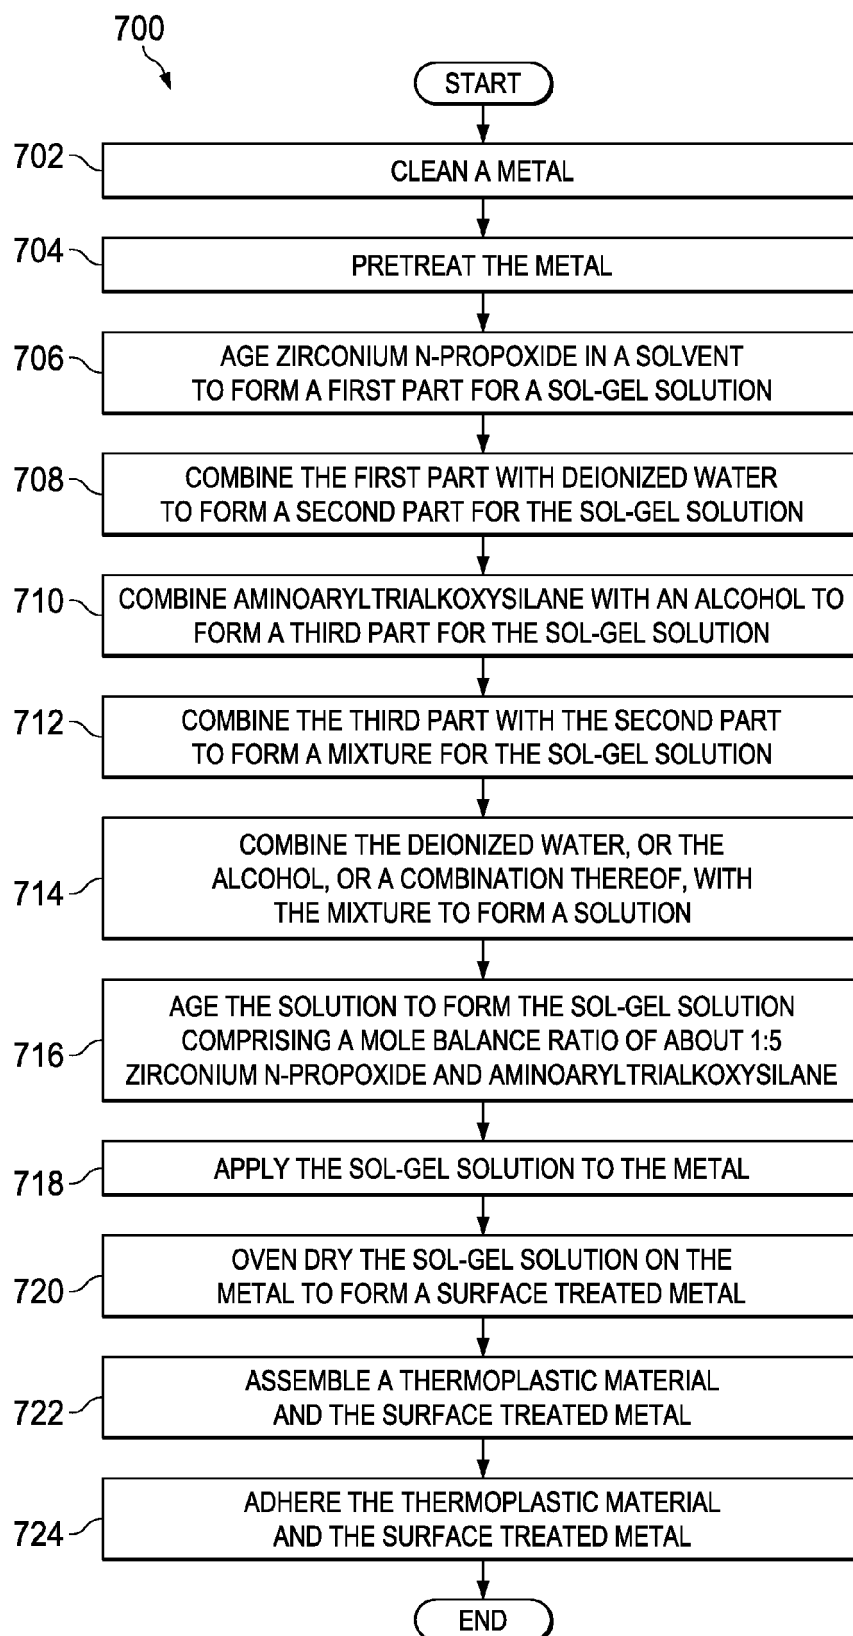 700
START
702
CLEAN A METAL
704
PRETREAT THE METAL
706
AGE ZIRCONIUM N-PROPOXIDE IN A SOLVENT
TO FORM A FIRST PART FOR A SOL-GEL SOLUTION
708
COMBINE THE FIRST PART WITH DEIONIZED WATER
TO FORM A SECOND PART FOR THE SOL-GEL SOLUTION
710
COMBINE AMINOARYLTRIALKOXYSILANE WITH AN ALCOHOL TO
FORM A THIRD PART FOR THE SOL-GEL SOLUTION
712
COMBINE THE THIRD PART WITH THE SECOND PART
TO FORM A MIXTURE FOR THE SOL-GEL SOLUTION
714
COMBINE THE DEIONIZED WATER, OR THE
ALCOHOL, OR A COMBINATION THEREOF, WITH
THE MIXTURE TO FORM A SOLUTION
716
AGE THE SOLUTION TO FORM THE SOL-GEL SOLUTION
COMPRISING A MOLE BALANCE RATIO OF ABOUT 1:5
ZIRCONIUM N-PROPOXIDE AND AMINOARYLTRIALKOXYSILANE
718
APPLY THE SOL-GEL SOLUTION TO THE METAL
720
OVEN DRY THE SOL-GEL SOLUTION ON THE
METAL TO FORM A SURFACE TREATED METAL
722
ASSEMBLE A THERMOPLASTIC MATERIAL
AND THE SURFACE TREATED METAL
724
ADHERE THE THERMOPLASTIC MATERIAL
AND THE SURFACE TREATED METAL
END